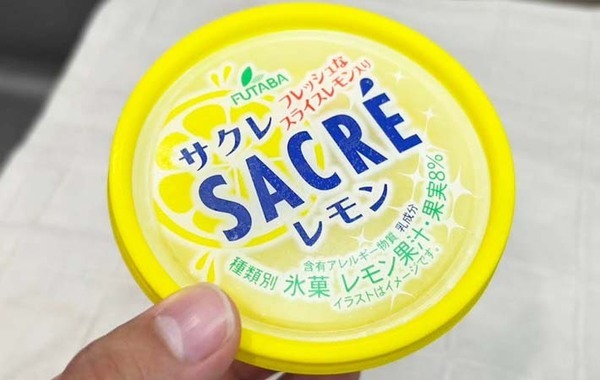 FUTABA
フレッシュな
スライスレモン入り
サクレ
SACRÉ
レモン
含有アレルギー物質 乳成分
種類別 氷菓 レモン果汁・果実8%
イラストはイメージです。